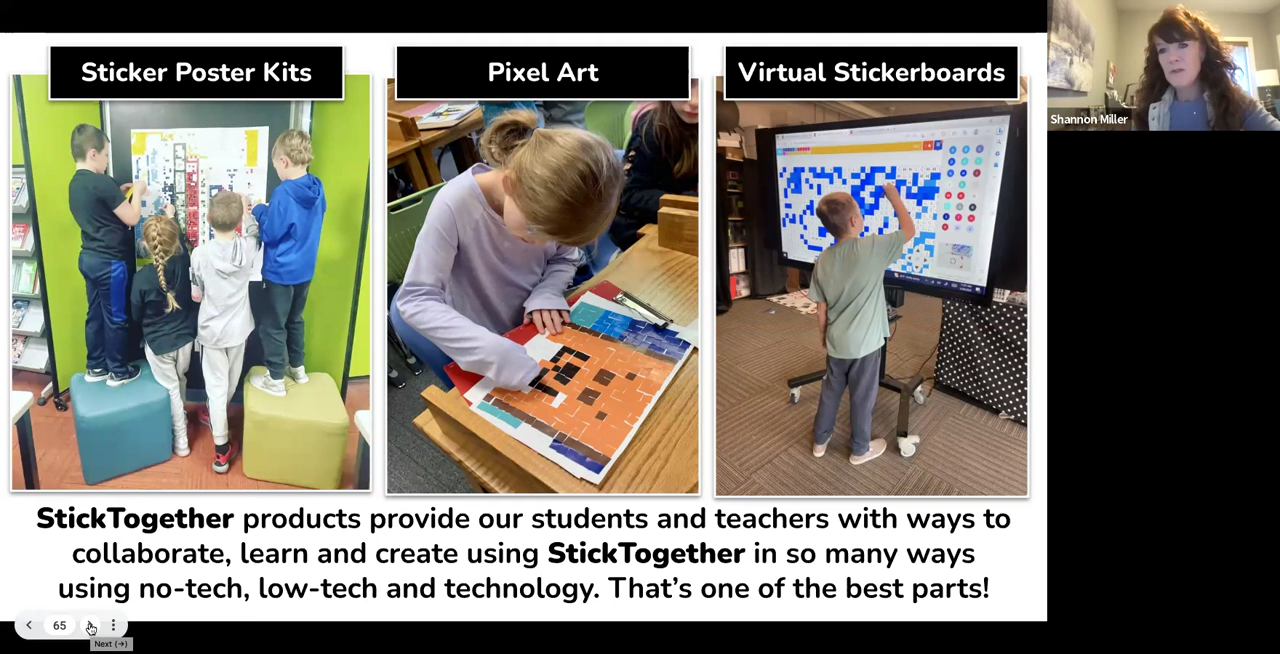 Sticker Poster Kits
Pixel Art
Virtual Stickerboards
Shannon Miller
StickTogether products provide our students and teachers with ways to
collaborate, learn and create using StickTogether in so many ways
using no-tech, low-tech and technology. That's one of the best parts!
65
Next (→)